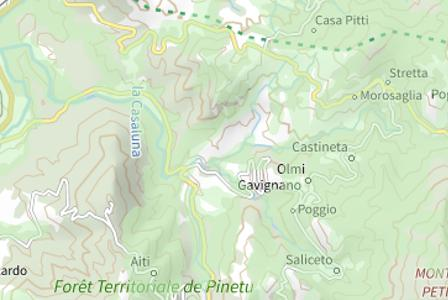 Casa Pitti
Stretta
Morosaglia
la Casaluna
Castineta
Olmi
Gavignano
Poggio
Aiti
Saliceto
Forêt Territoriale de Pinetu